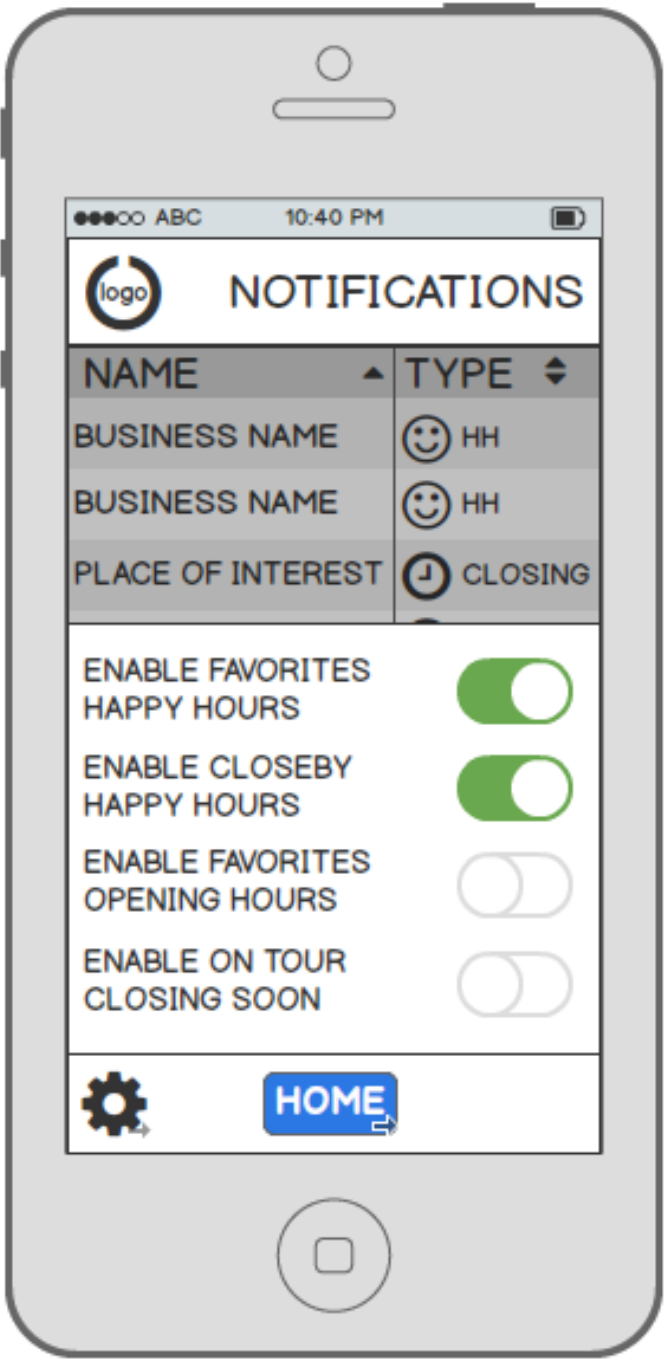 ABC 10:40 PM
logo NOTIFICATIONS
NAME TYPE
BUSINESS NAME HH
BUSINESS NAME HH
PLACE OF INTEREST CLOSING
ENABLE FAVORITES
HAPPY HOURS
ENABLE CLOSEBY
HAPPY HOURS
ENABLE FAVORITES
OPENING HOURS
ENABLE ON TOUR
CLOSING SOON
HOME